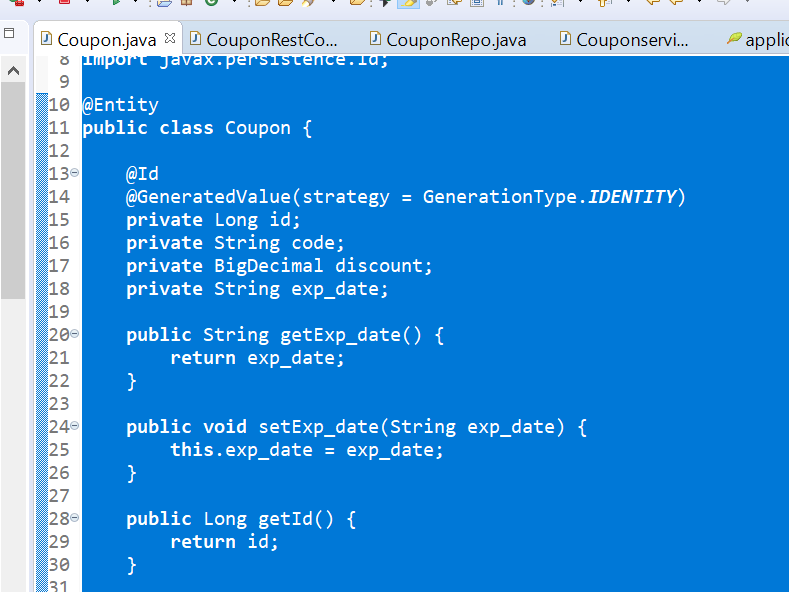 Coupon.java
CouponRestCo...
CouponRepo.java
Couponservi...
applic
8 import javax.persistence.Id;
9
10 @Entity
11 public class Coupon {
12
13 @Id
14 @GeneratedValue(strategy = GenerationType.IDENTITY)
15 private Long id;
16 private String code;
17 private BigDecimal discount;
18 private String exp_date;
19
20 public String getExp_date() {
21 return exp_date;
22 }
23
24 public void setExp_date(String exp_date) {
25 this.exp_date = exp_date;
26 }
27
28 public Long getId() {
29 return id;
30 }
31